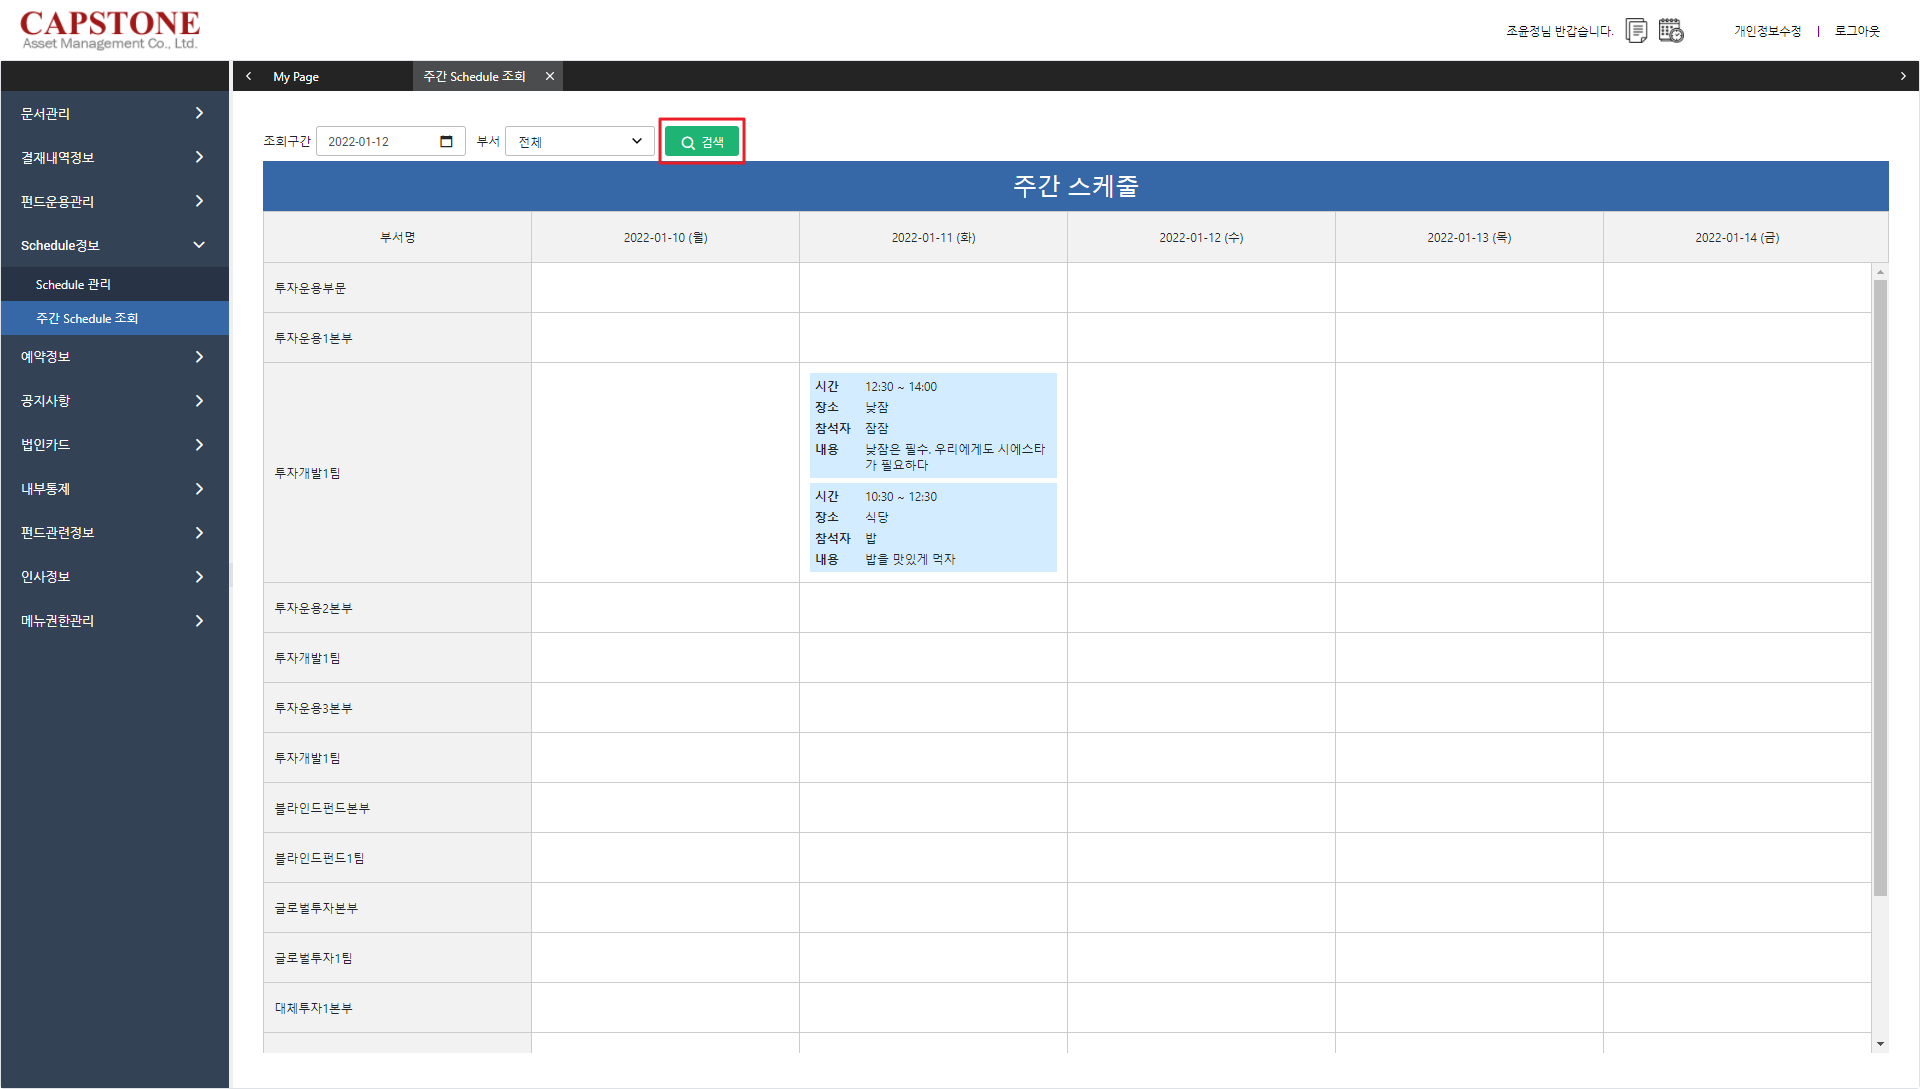 CAPSTONE
Asset Management Co., Ltd.
조윤정님 반갑습니다.
개인정보수정 | 로그아웃
My Page
주간 Schedule 조회
문서관리
결재내역정보
펀드운용관리
Schedule정보
Schedule 관리
주간 Schedule 조회
예약정보
공지사항
법인카드
내부통제
펀드관련정보
인사정보
메뉴권한관리
조회구간 2022-01-12 부서 전체 검색
주간 스케줄
부서명 2022-01-10 (월) 2022-01-11 (화) 2022-01-12 (수) 2022-01-13 (목) 2022-01-14 (금)
투자운용부문
투자운용1본부
투자개발1팀
시간 12:30 ~ 14:00
장소 낮잠
참석자 잠잠
내용 낮잠은 필수. 우리에게도 시에스타
가 필요하다
시간 10:30 ~ 12:30
장소 식당
참석자 밥
내용 밥을 맛있게 먹자
투자운용2본부
투자개발1팀
투자운용3본부
투자개발1팀
블라인드펀드본부
블라인드펀드1팀
글로벌투자본부
글로벌투자1팀
대체투자1본부